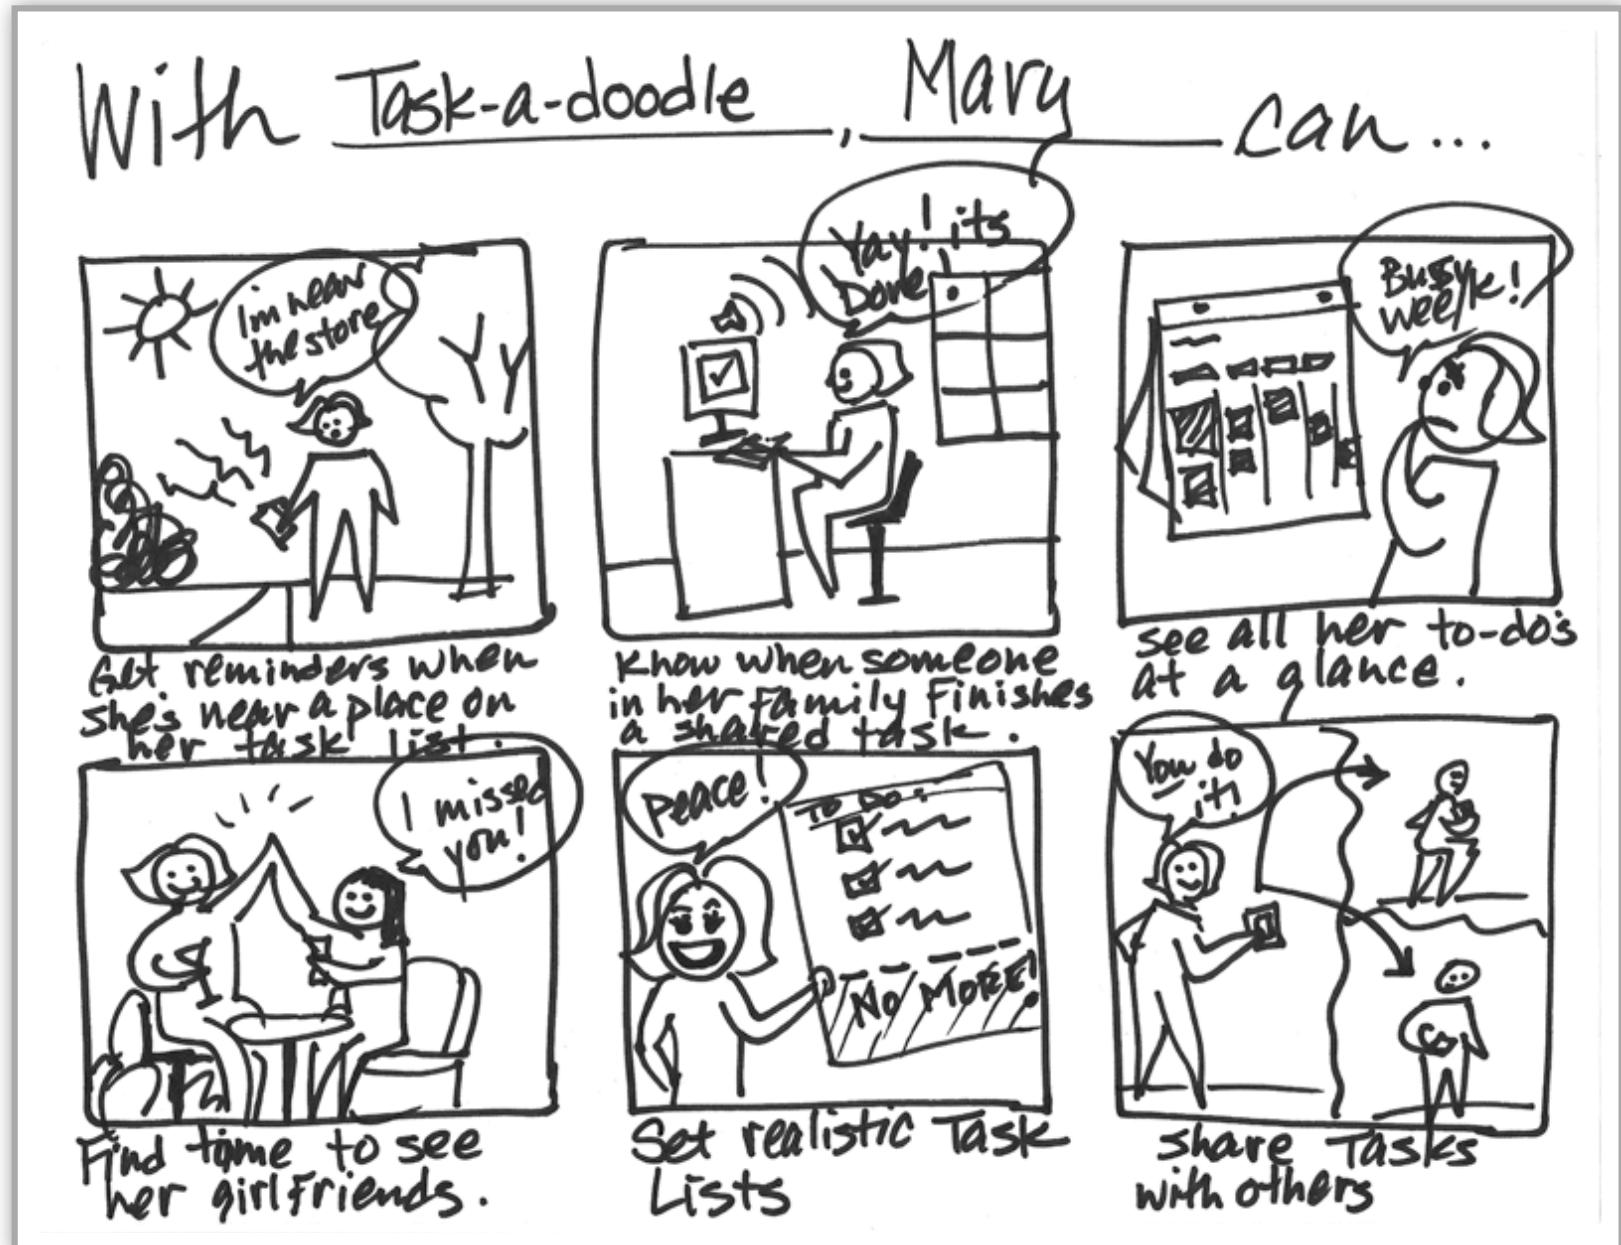 With Task-a-doodle, Mary can...
I'm near
the store
Get reminders when
she's near a place on
her task list.
Yay! its
Done
Know when someone
in her family finishes
a shared task.
Busy
week!
see all her to-do's
at a glance.
I missed
you!
Find time to see
her girlfriends.
Peace!
To Do:
No MORE!
Set realistic Task
Lists
You do
it!
share Tasks
with others